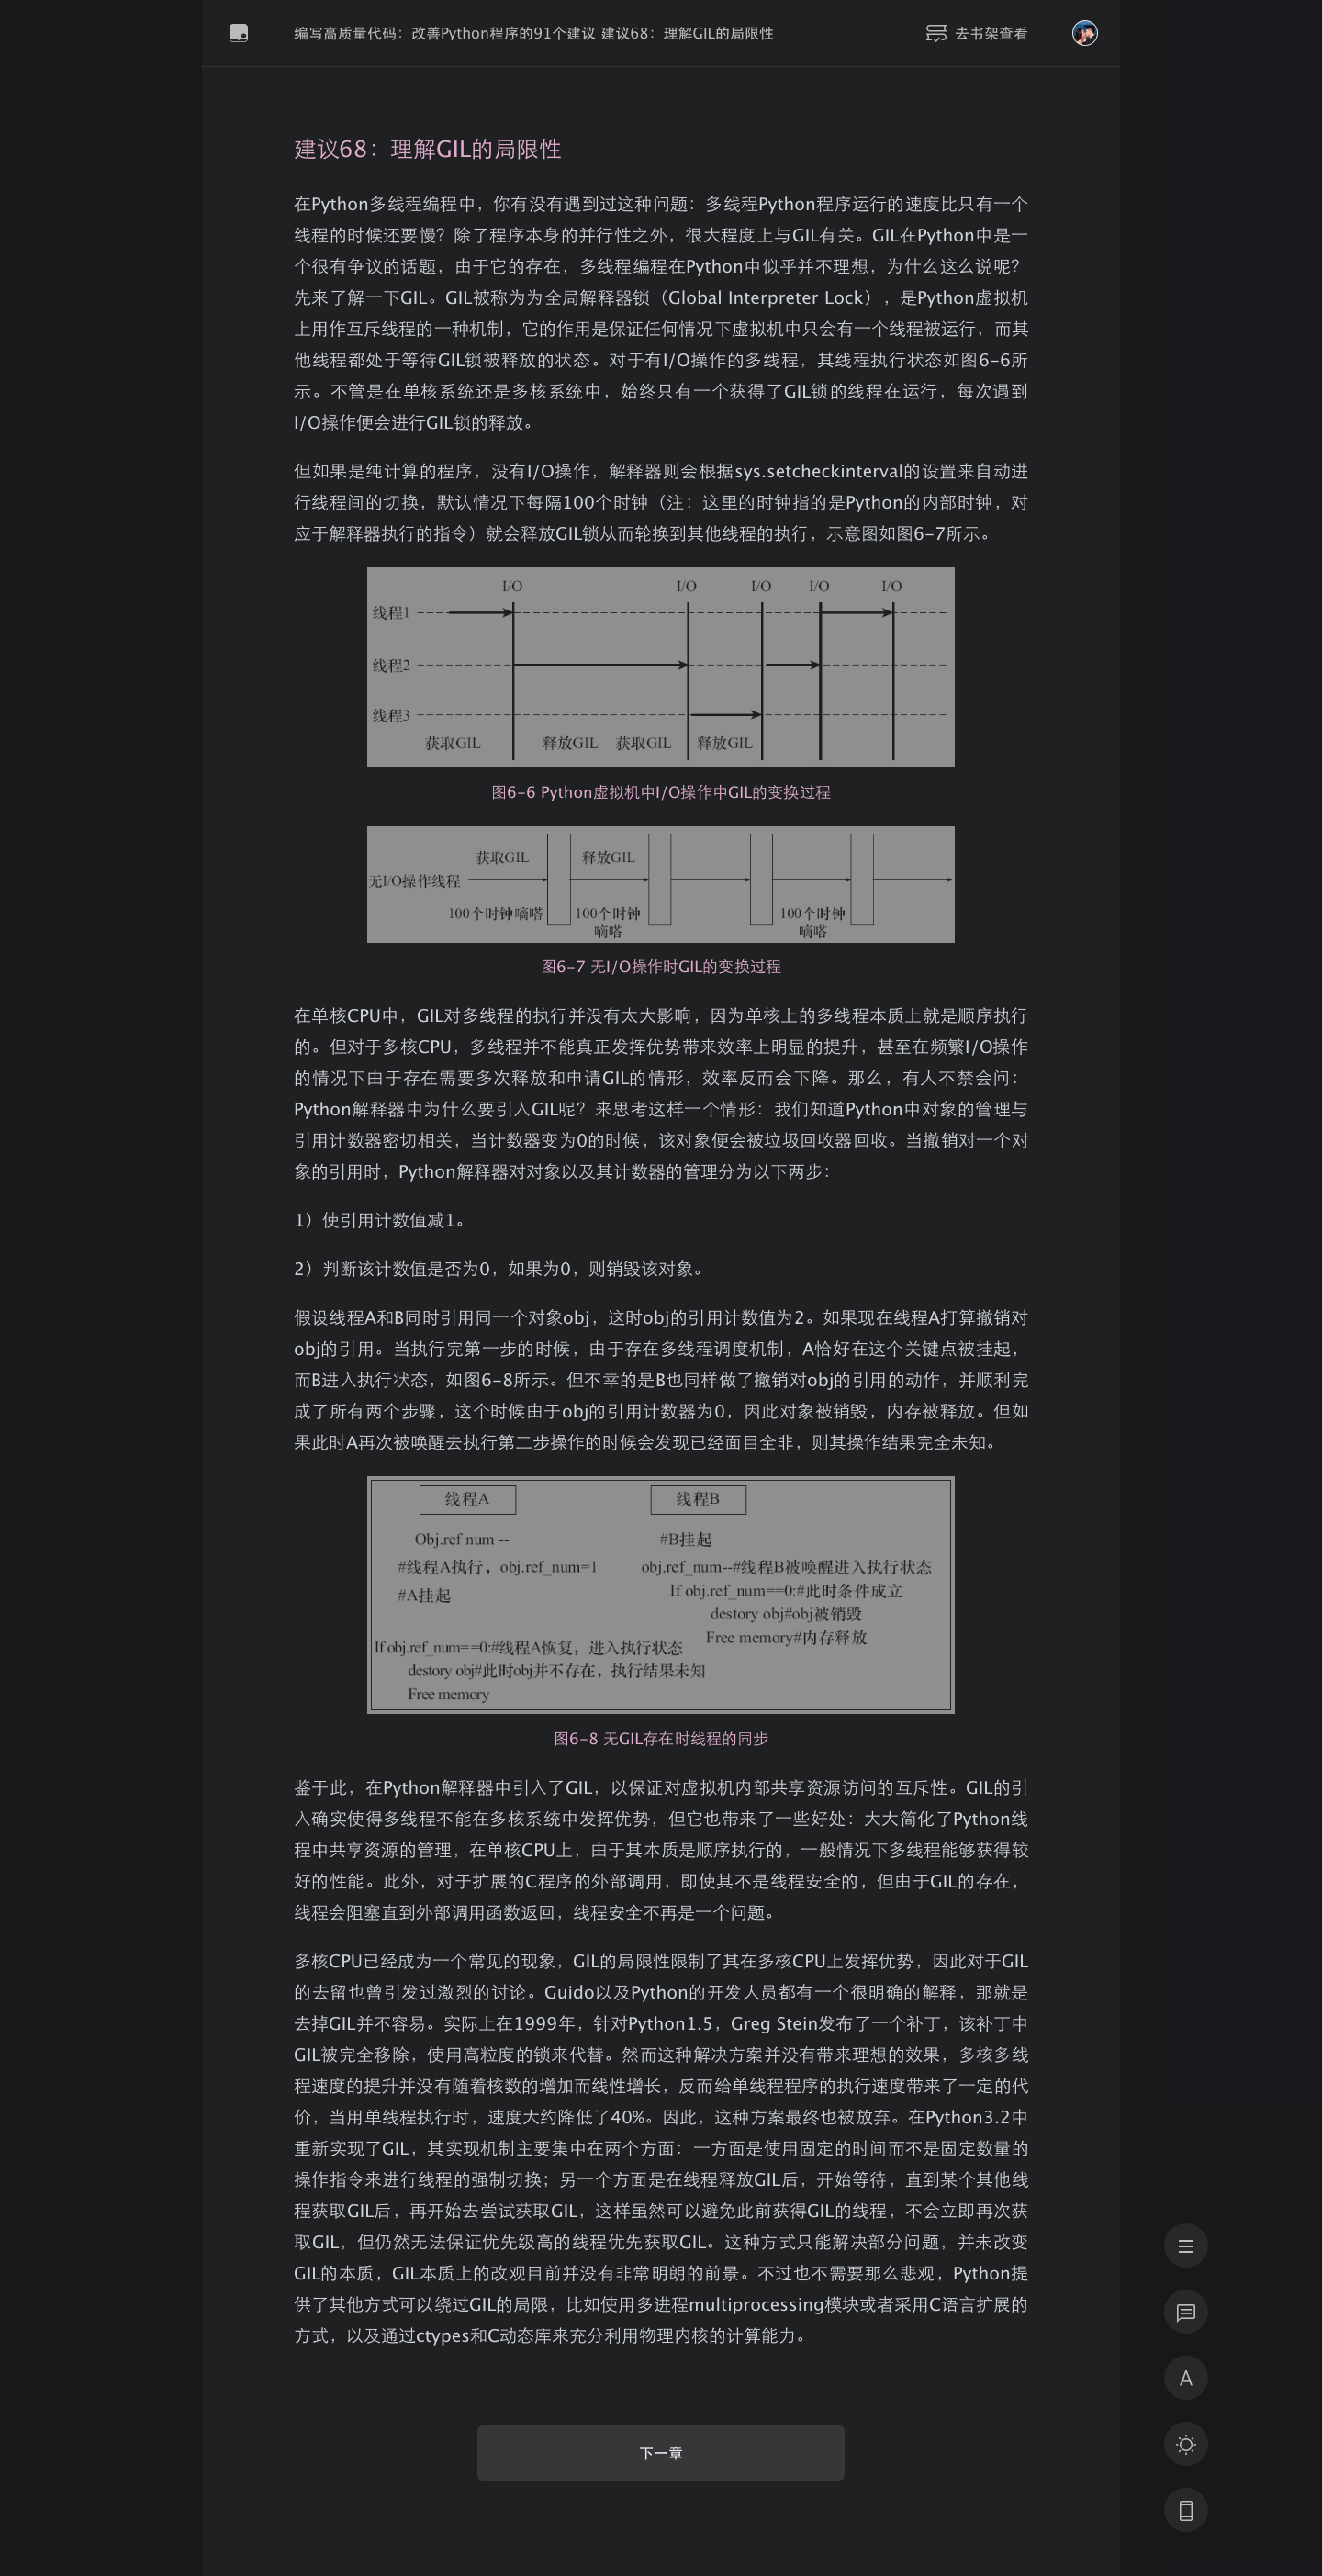 编写高质量代码：改善Python程序的91个建议 建议68：理解GIL的局限性
去书架查看
建议68：理解GIL的局限性
在Python多线程编程中，你有没有遇到过这种问题：多线程Python程序运行的速度比只有一个
线程的时候还要慢？除了程序本身的并行性之外，很大程度上与GIL有关。GIL在Python中是一
个很有争议的话题，由于它的存在，多线程编程在Python中似乎并不理想，为什么这么说呢？
先来了解一下GIL。GIL被称为为全局解释器锁（Global Interpreter Lock），是Python虚拟机
上用作互斥线程的一种机制，它的作用是保证任何情况下虚拟机中只会有一个线程被运行，而其
他线程都处于等待GIL锁被释放的状态。对于有I/O操作的多线程，其线程执行状态如图6-6所
示。不管是在单核系统还是多核系统中，始终只有一个获得了GIL锁的线程在运行，每次遇到
I/O操作便会进行GIL锁的释放。
但如果是纯计算的程序，没有I/O操作，解释器则会根据sys.setcheckinterval的设置来自动进
行线程间的切换，默认情况下每隔100个时钟（注：这里的时钟指的是Python的内部时钟，对
应于解释器执行的指令）就会释放GIL锁从而轮换到其他线程的执行，示意图如图6-7所示。
I/O I/O I/O I/O I/O
线程1
线程2
线程3
获取GIL 释放GIL 获取GIL 释放GIL
图6-6 Python虚拟机中I/O操作中GIL的变换过程
获取GIL 释放GIL
无I/O操作线程
100个时钟嘀嗒 100个时钟 100个时钟
嘀嗒 嘀嗒
图6-7 无I/O操作时GIL的变换过程
在单核CPU中，GIL对多线程的执行并没有太大影响，因为单核上的多线程本质上就是顺序执行
的。但对于多核CPU，多线程并不能真正发挥优势带来效率上明显的提升，甚至在频繁I/O操作
的情况下由于存在需要多次释放和申请GIL的情形，效率反而会下降。那么，有人不禁会问：
Python解释器中为什么要引入GIL呢？来思考这样一个情形：我们知道Python中对象的管理与
引用计数器密切相关，当计数器变为0的时候，该对象便会被垃圾回收器回收。当撤销对一个对
象的引用时，Python解释器对对象以及其计数器的管理分为以下两步：
1）使引用计数值减1。
2）判断该计数值是否为0，如果为0，则销毁该对象。
假设线程A和B同时引用同一个对象obj，这时obj的引用计数值为2。如果现在线程A打算撤销对
obj的引用。当执行完第一步的时候，由于存在多线程调度机制，A恰好在这个关键点被挂起，
而B进入执行状态，如图6-8所示。但不幸的是B也同样做了撤销对obj的引用的动作，并顺利完
成了所有两个步骤，这个时候由于obj的引用计数器为0，因此对象被销毁，内存被释放。但如
果此时A再次被唤醒去执行第二步操作的时候会发现已经面目全非，则其操作结果完全未知。
线程A 线程B
Obj.ref num -- #B挂起
#线程A执行，obj.ref_num=1 obj.ref_num--#线程B被唤醒进入执行状态
#A挂起 If obj.ref_num==0:#此时条件成立
destory obj#obj被销毁
Free memory#内存释放
If obj.ref_num==0:#线程A恢复，进入执行状态
destory obj#此时obj并不存在，执行结果未知
Free memory
图6-8 无GIL存在时线程的同步
鉴于此，在Python解释器中引入了GIL，以保证对虚拟机内部共享资源访问的互斥性。GIL的引
入确实使得多线程不能在多核系统中发挥优势，但它也带来了一些好处：大大简化了Python线
程中共享资源的管理，在单核CPU上，由于其本质是顺序执行的，一般情况下多线程能够获得较
好的性能。此外，对于扩展的C程序的外部调用，即使其不是线程安全的，但由于GIL的存在，
线程会阻塞直到外部调用函数返回，线程安全不再是一个问题。
多核CPU已经成为一个常见的现象，GIL的局限性限制了其在多核CPU上发挥优势，因此对于GIL
的去留也曾引发过激烈的讨论。Guido以及Python的开发人员都有一个很明确的解释，那就是
去掉GIL并不容易。实际上在1999年，针对Python1.5，Greg Stein发布了一个补丁，该补丁中
GIL被完全移除，使用高粒度的锁来代替。然而这种解决方案并没有带来理想的效果，多核多线
程速度的提升并没有随着核数的增加而线性增长，反而给单线程程序的执行速度带来了一定的代
价，当用单线程执行时，速度大约降低了40%。因此，这种方案最终也被放弃。在Python3.2中
重新实现了GIL，其实现机制主要集中在两个方面：一方面是使用固定的时间而不是固定数量的
操作指令来进行线程的强制切换；另一个方面是在线程释放GIL后，开始等待，直到某个其他线
程获取GIL后，再开始去尝试获取GIL，这样虽然可以避免此前获得GIL的线程，不会立即再次获
取GIL，但仍然无法保证优先级高的线程优先获取GIL。这种方式只能解决部分问题，并未改变
GIL的本质，GIL本质上的改观目前并没有非常明朗的前景。不过也不需要那么悲观，Python提
供了其他方式可以绕过GIL的局限，比如使用多进程multiprocessing模块或者采用C语言扩展的
方式，以及通过ctypes和C动态库来充分利用物理内核的计算能力。
A
下一章